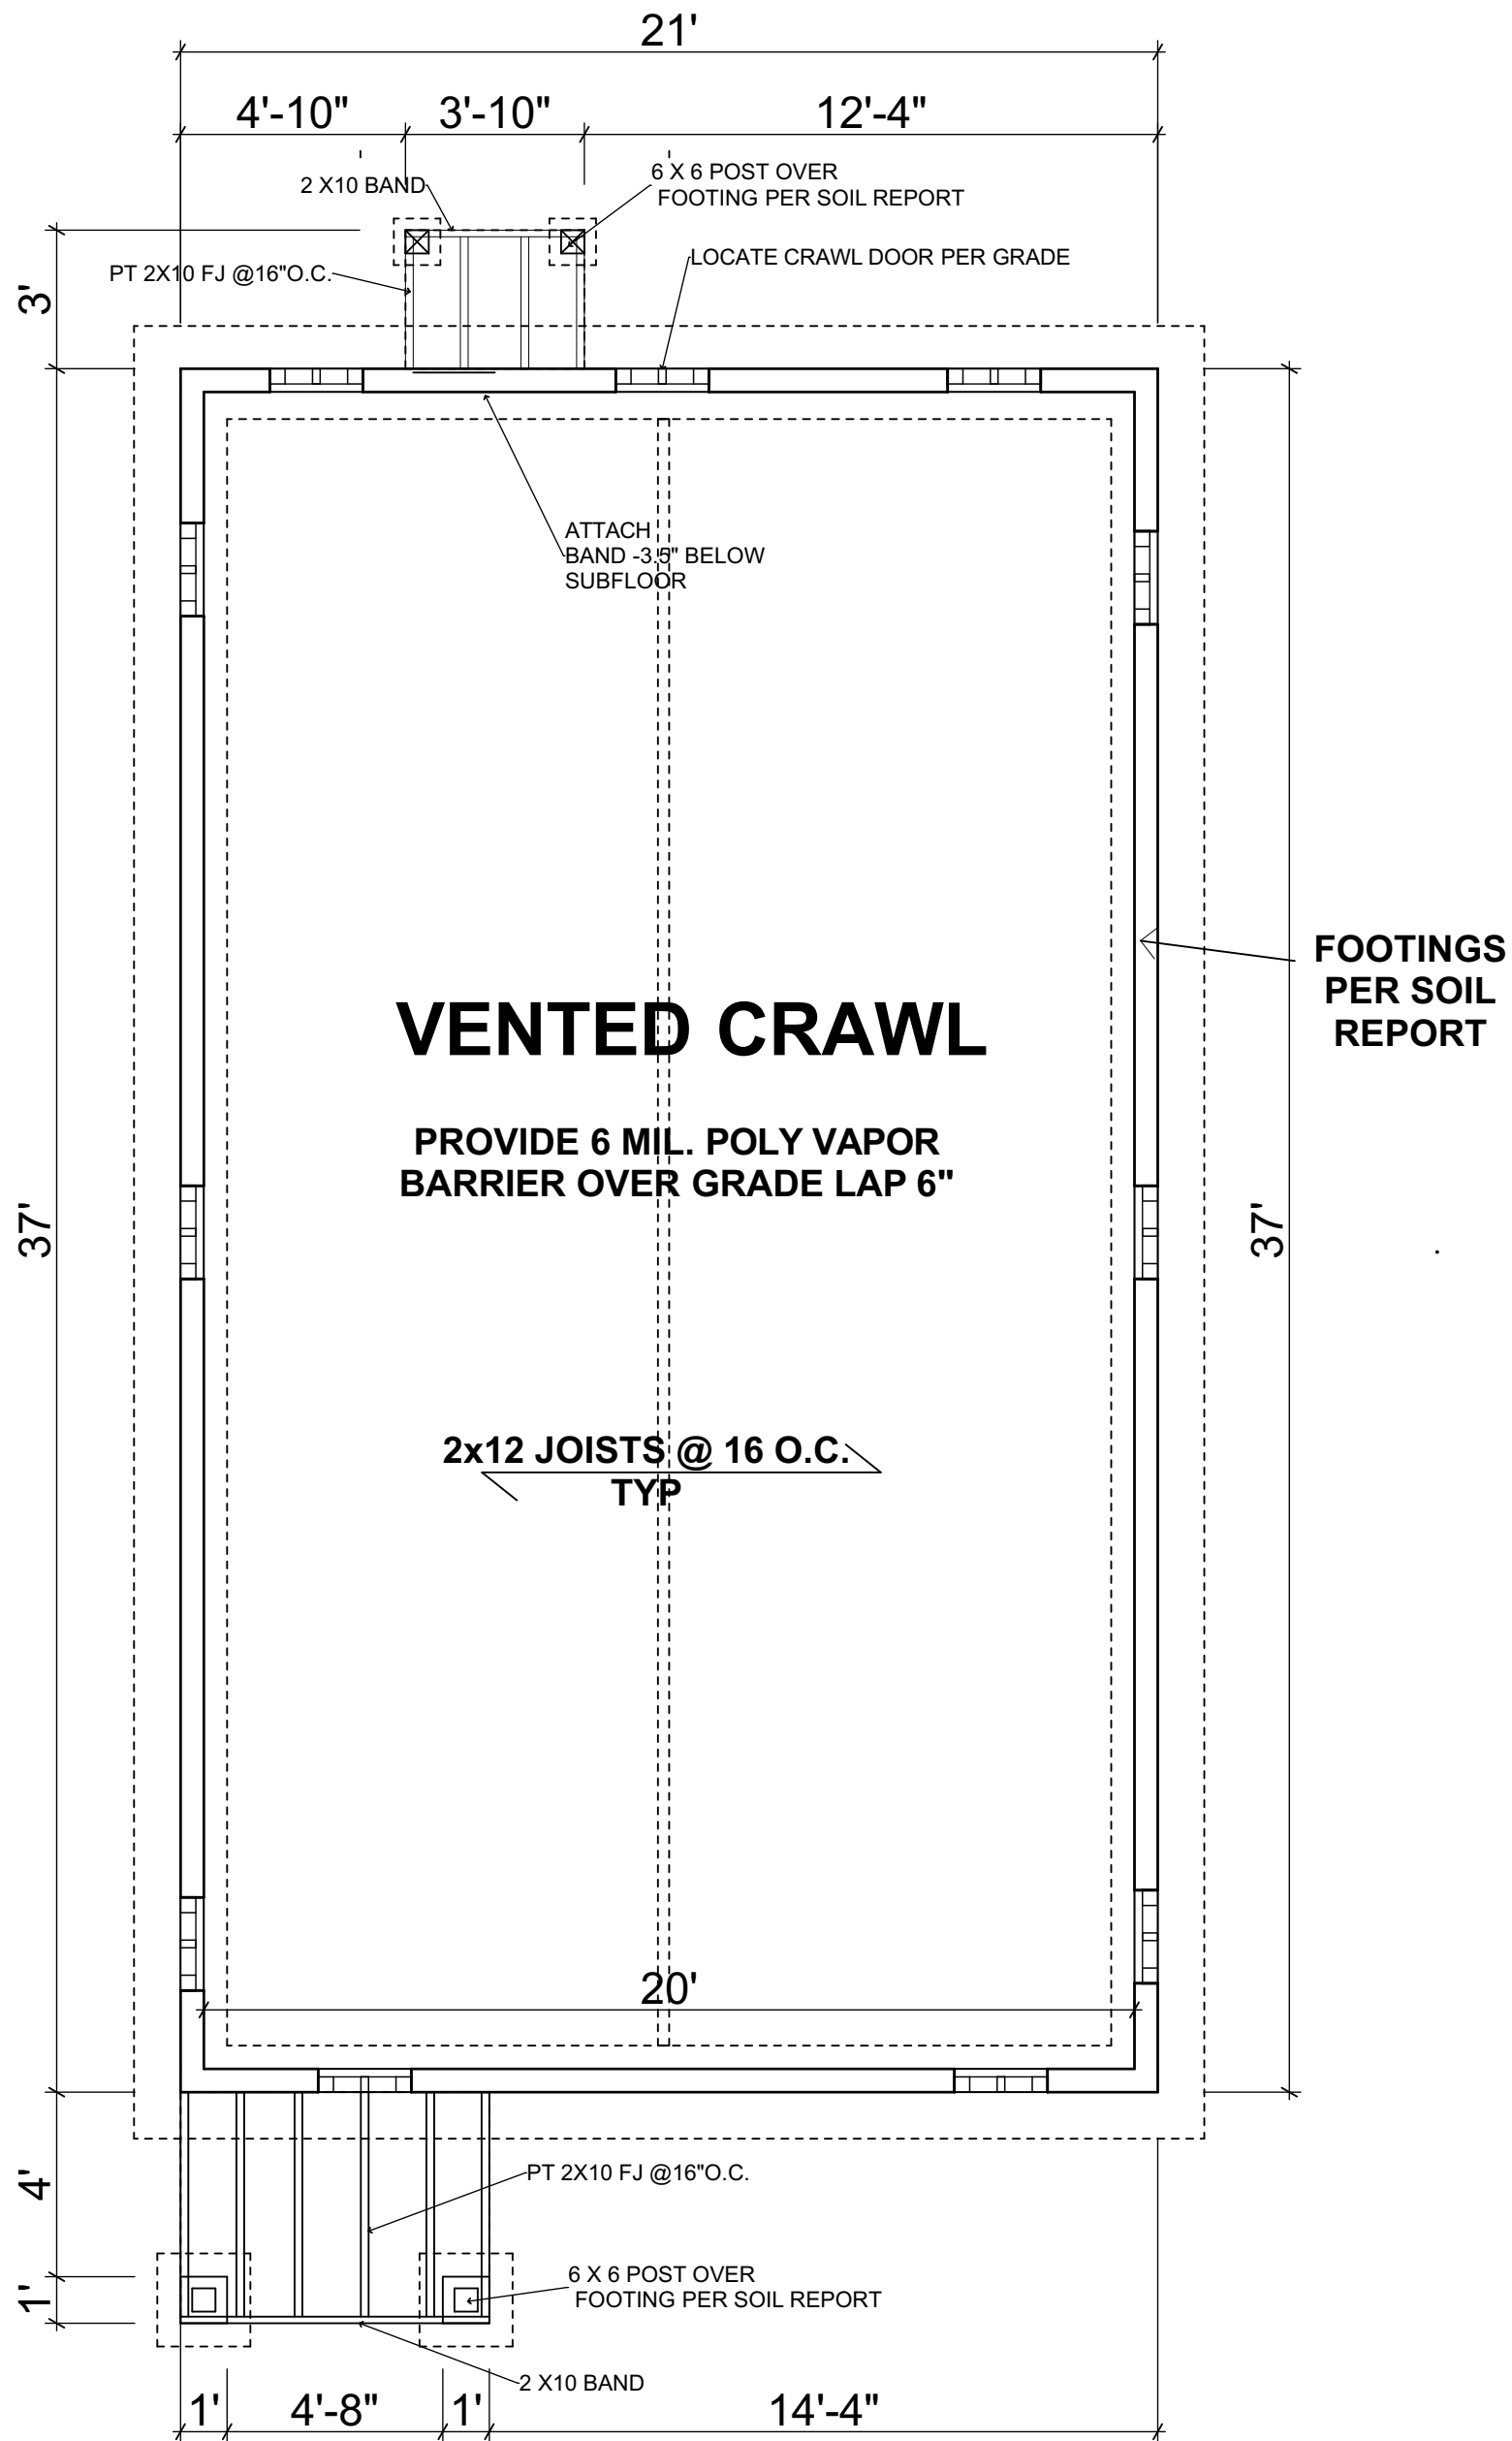 21'
4'-10"
3'-10"
12'-4"
2 X10 BAND
6 X 6 POST OVER
FOOTING PER SOIL REPORT
LOCATE CRAWL DOOR PER GRADE
PT 2X10 FJ @16"O.C.
3'
ATTACH
BAND -3.5" BELOW
SUBFLOOR
FOOTINGS
PER SOIL
REPORT
VENTED CRAWL
PROVIDE 6 MIL. POLY VAPOR
BARRIER OVER GRADE LAP 6"
37'
37'
2x12 JOISTS @ 16 O.C.
TYP
20'
4'
PT 2X10 FJ @16"O.C.
1'
6 X 6 POST OVER
FOOTING PER SOIL REPORT
2 X10 BAND
1'
4'-8"
1'
14'-4"